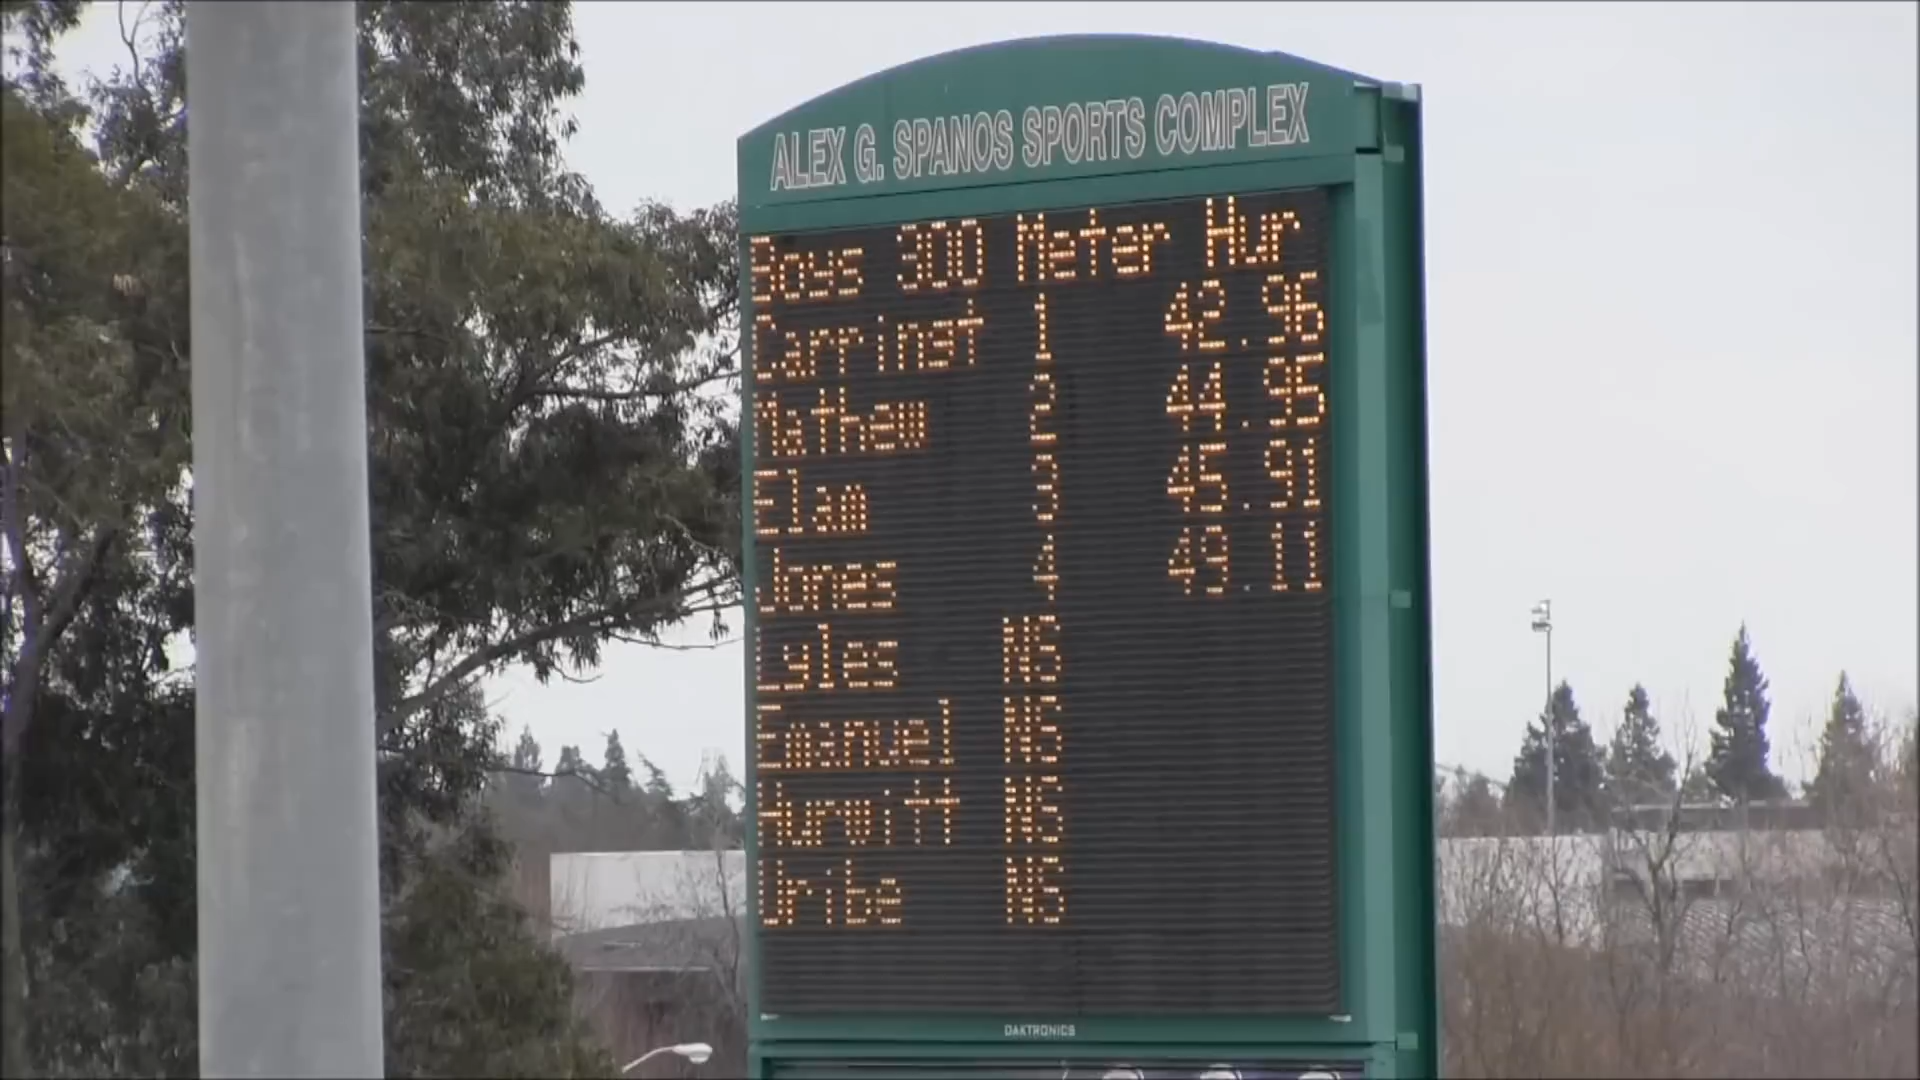 ALEX G. SPANOS SPORTS COMPLEX
Boys 300 Meter Hur
Carringt 1 42.96
Mathew 2 44.95
Elam 3 45.91
Jones 4 49.11
Lyles NS
Emanuel NS
Hurwitt NS
Uribe NS
DAKTRONICS